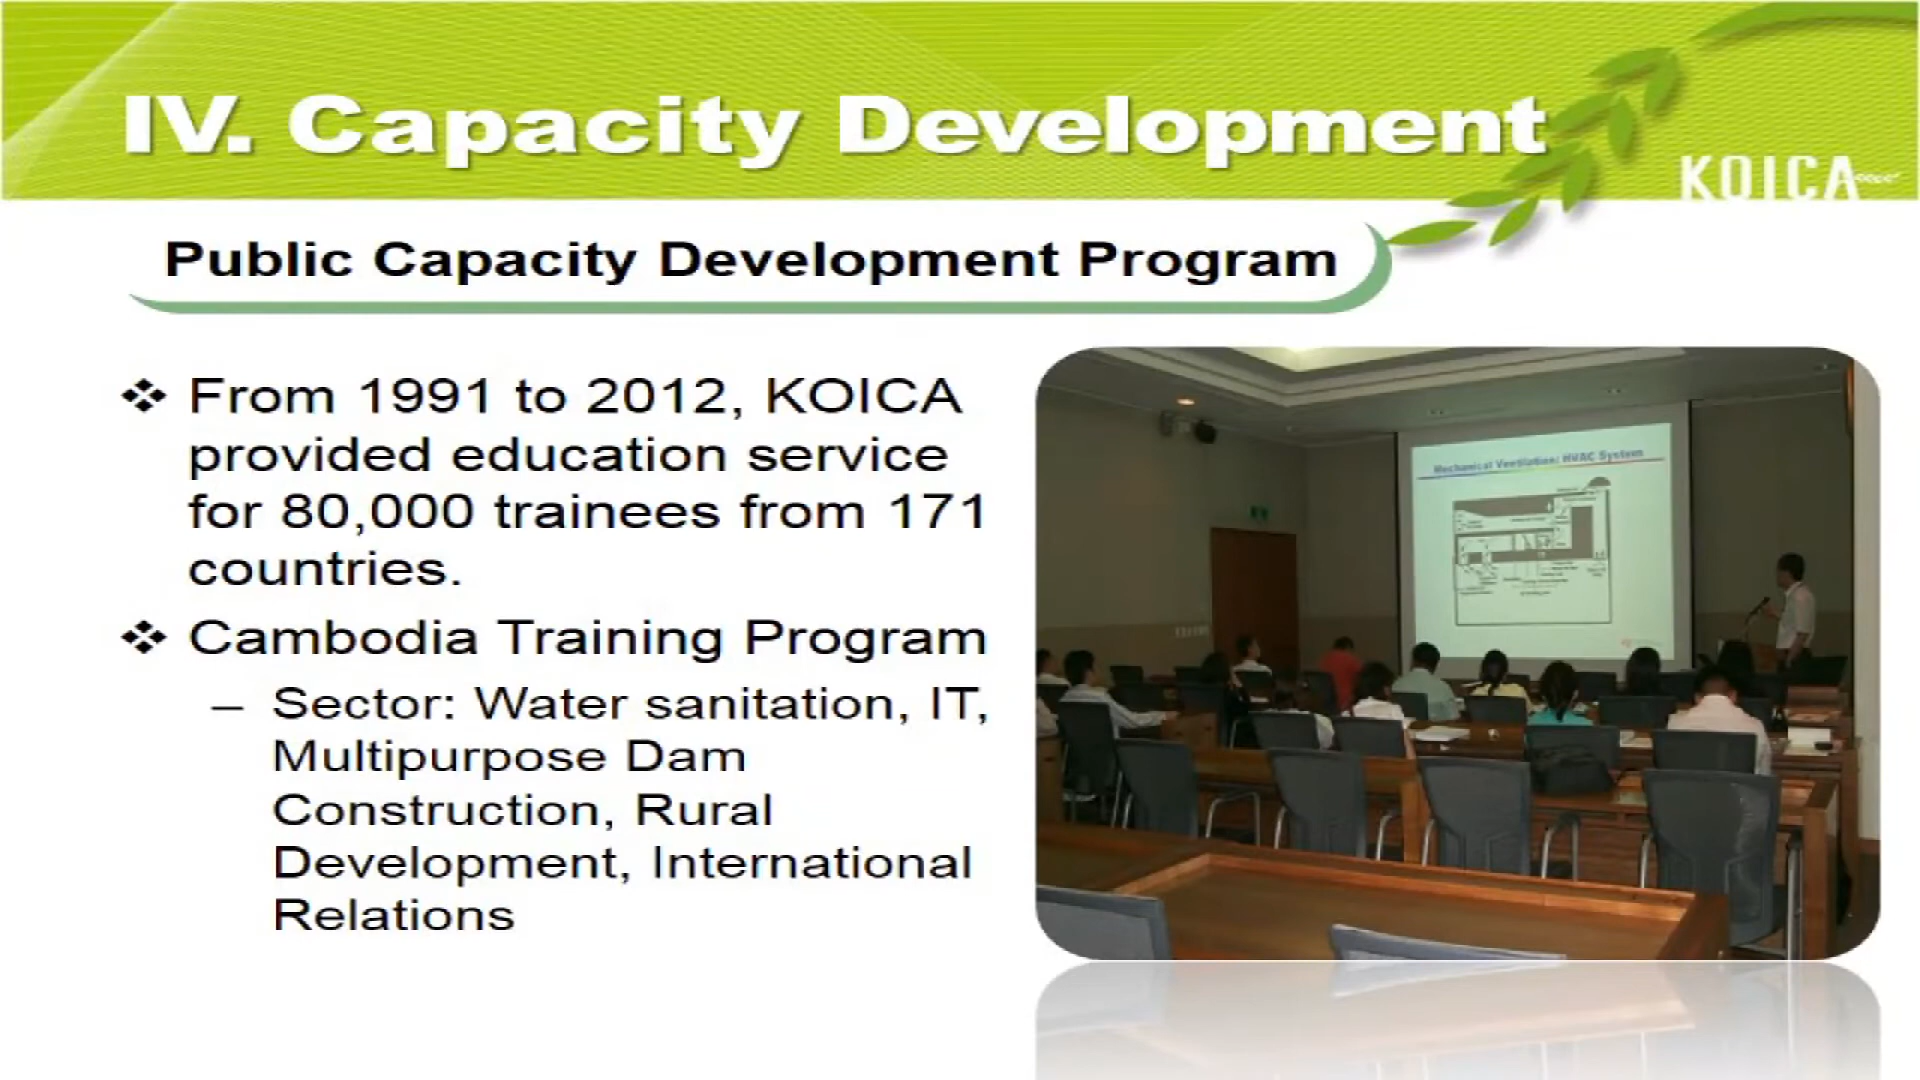 IV. Capacity Development
KOICA
Public Capacity Development Program
❖ From 1991 to 2012, KOICA
provided education service
for 80,000 trainees from 171
countries.
❖ Cambodia Training Program
– Sector: Water sanitation, IT,
Multipurpose Dam
Construction, Rural
Development, International
Relations
Mechanical Ventilation: HVAC System